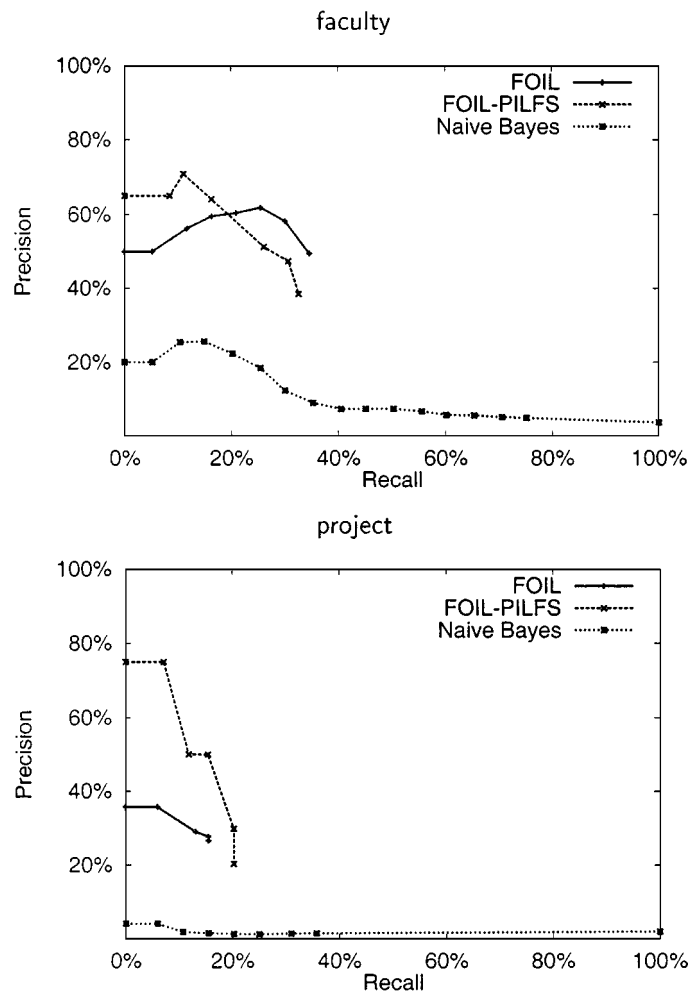 faculty
100%
80%
60%
40%
20%
Precision
FOIL
FOIL-PILFS
Naive Bayes
0% 20% 40% 60% 80% 100%
Recall
project
100%
80%
60%
40%
20%
Precision
FOIL
FOIL-PILFS
Naive Bayes
0% 20% 40% 60% 80% 100%
Recall